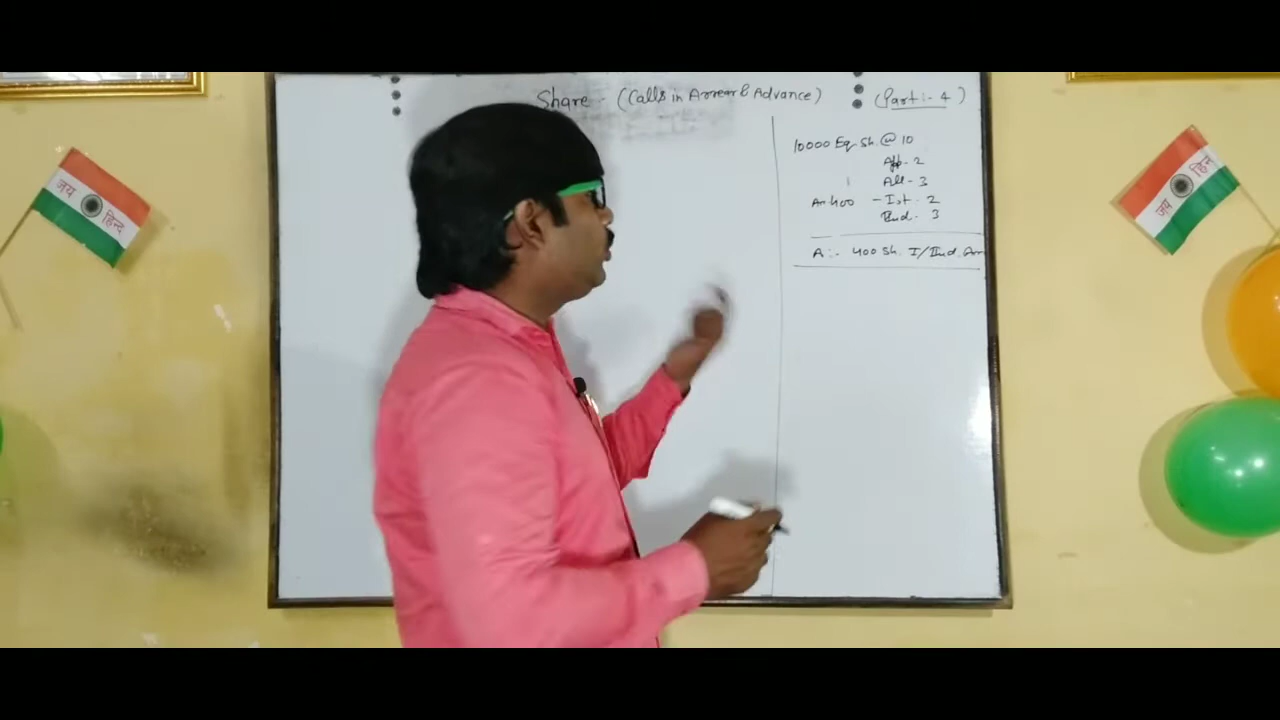 Share - (Calls in Arrear & Advance)
(Part:- 4)
10000 Eq. Sh. @ 10
App - 2
All - 3
A- 400 - Ist. 2
IInd. 3
A :- 400 Sh. I/IInd. Arr
जय हिन्द
जय हिन्द